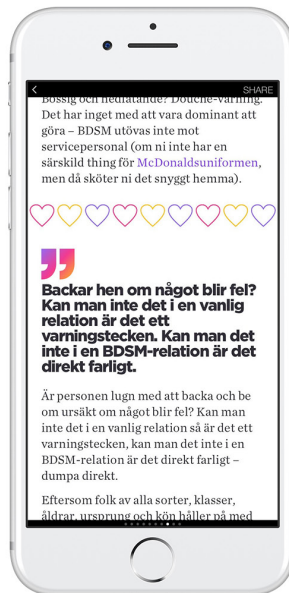 SHARE
Bossig och nedlåtande? Douche-varning.
Det har inget med att vara dominant att
göra – BDSM utövas inte mot
servicepersonal (om ni inte har en
särskild thing för McDonaldsuniformen,
men då sköter ni det snyggt hemma).
Backar hen om något blir fel?
Kan man inte det i en vanlig
relation är det ett
varningstecken. Kan man det
inte i en BDSM-relation är det
direkt farligt.
Är personen lugn med att backa och be
om ursäkt om något blir fel? Kan man
inte det i en vanlig relation så är det ett
varningstecken, kan man det inte i en
BDSM-relation är det direkt farligt –
dumpa direkt.
Eftersom folk av alla sorter, klasser,
åldrar, ursprung och kön håller på med